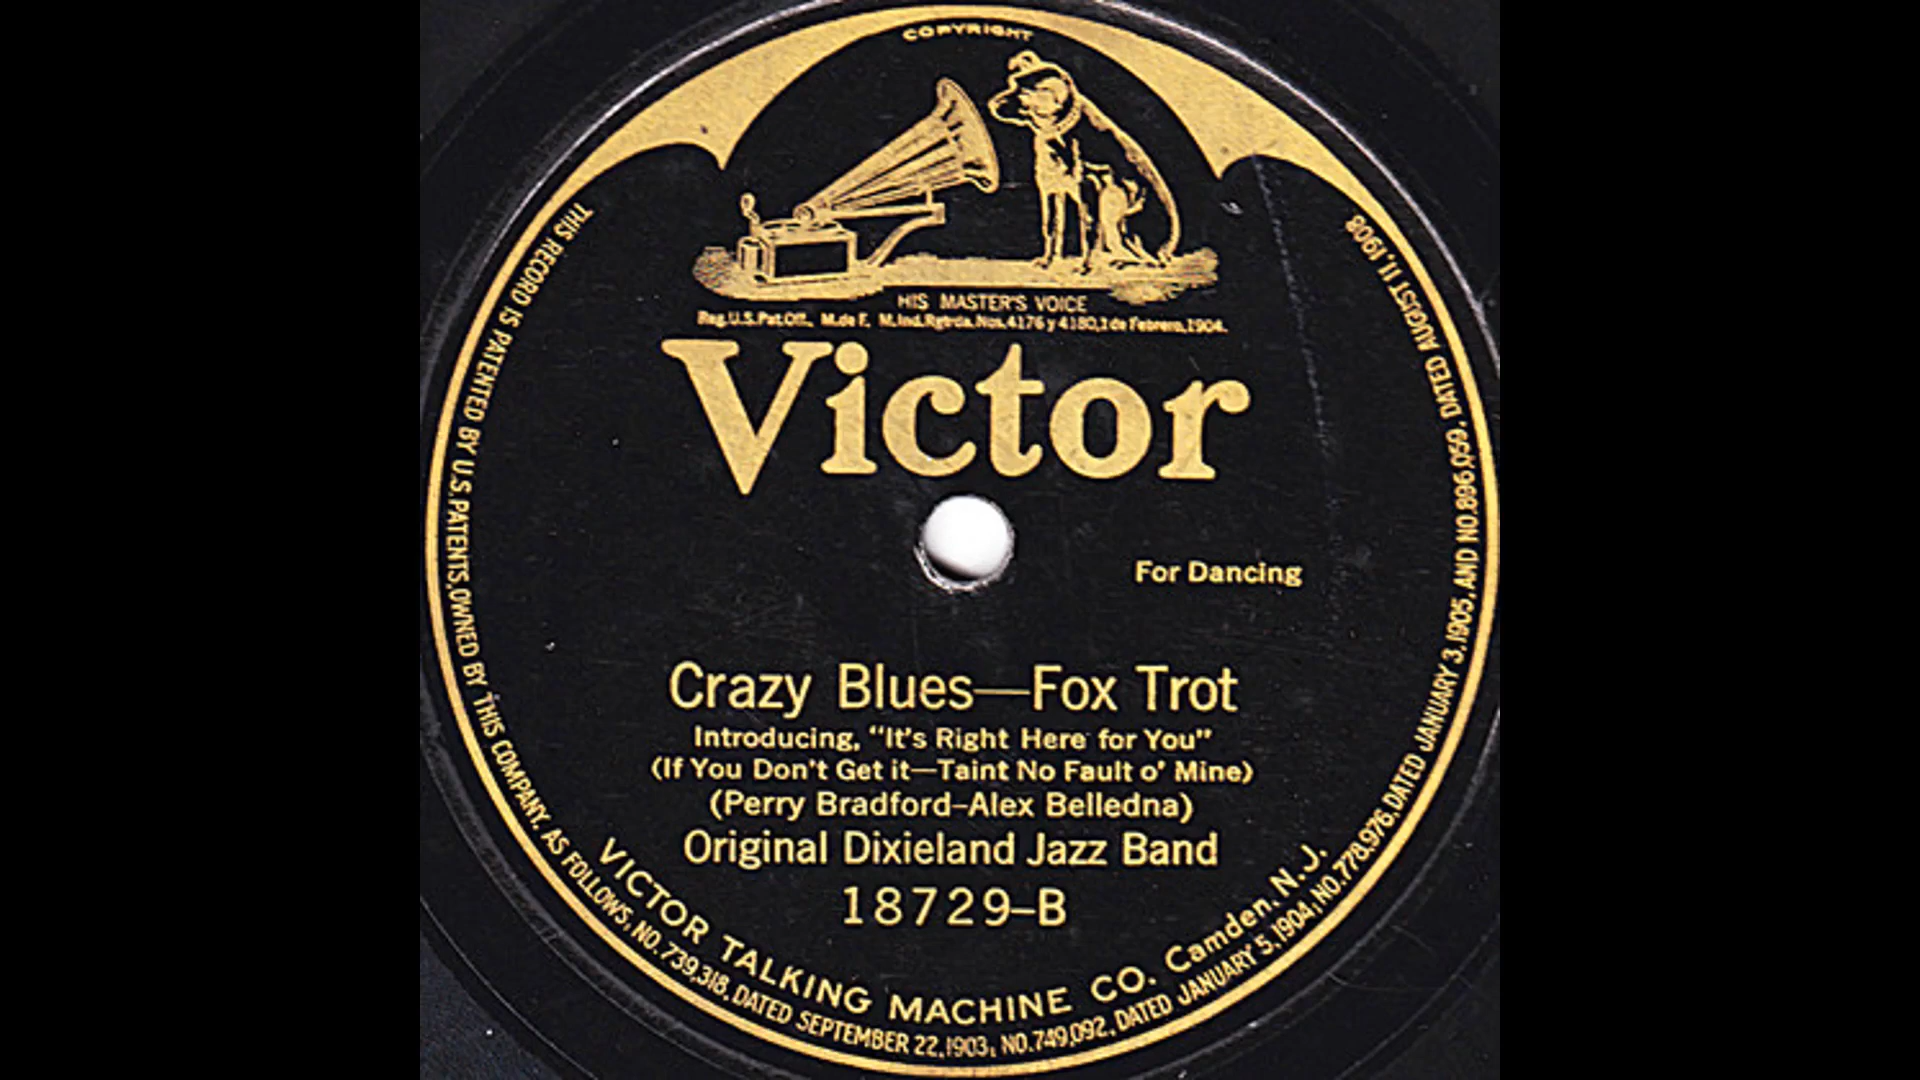 COPYRIGHT
HIS MASTER'S VOICE
Reg.U.S.Pat.Off., M.de F. M.Ind.Rgtrda.Nos.4176 y 4180,1 de Febrero,1904.
Victor
For Dancing
Crazy Blues—Fox Trot
Introducing, "It's Right Here for You"
(If You Don't Get it—Taint No Fault o' Mine)
(Perry Bradford-Alex Belledna)
Original Dixieland Jazz Band
18729-B
VICTOR TALKING MACHINE CO. Camden, N.J.
THIS RECORD IS PATENTED BY U.S. PATENTS, OWNED BY THIS COMPANY, AS FOLLOWS, NO. 739,318, DATED SEPTEMBER 22, 1903, NO. 749,092, DATED JANUARY 5, 1904, NO. 778,976, DATED JANUARY 3, 1905, AND NO. 896,059, DATED AUGUST 11, 1908